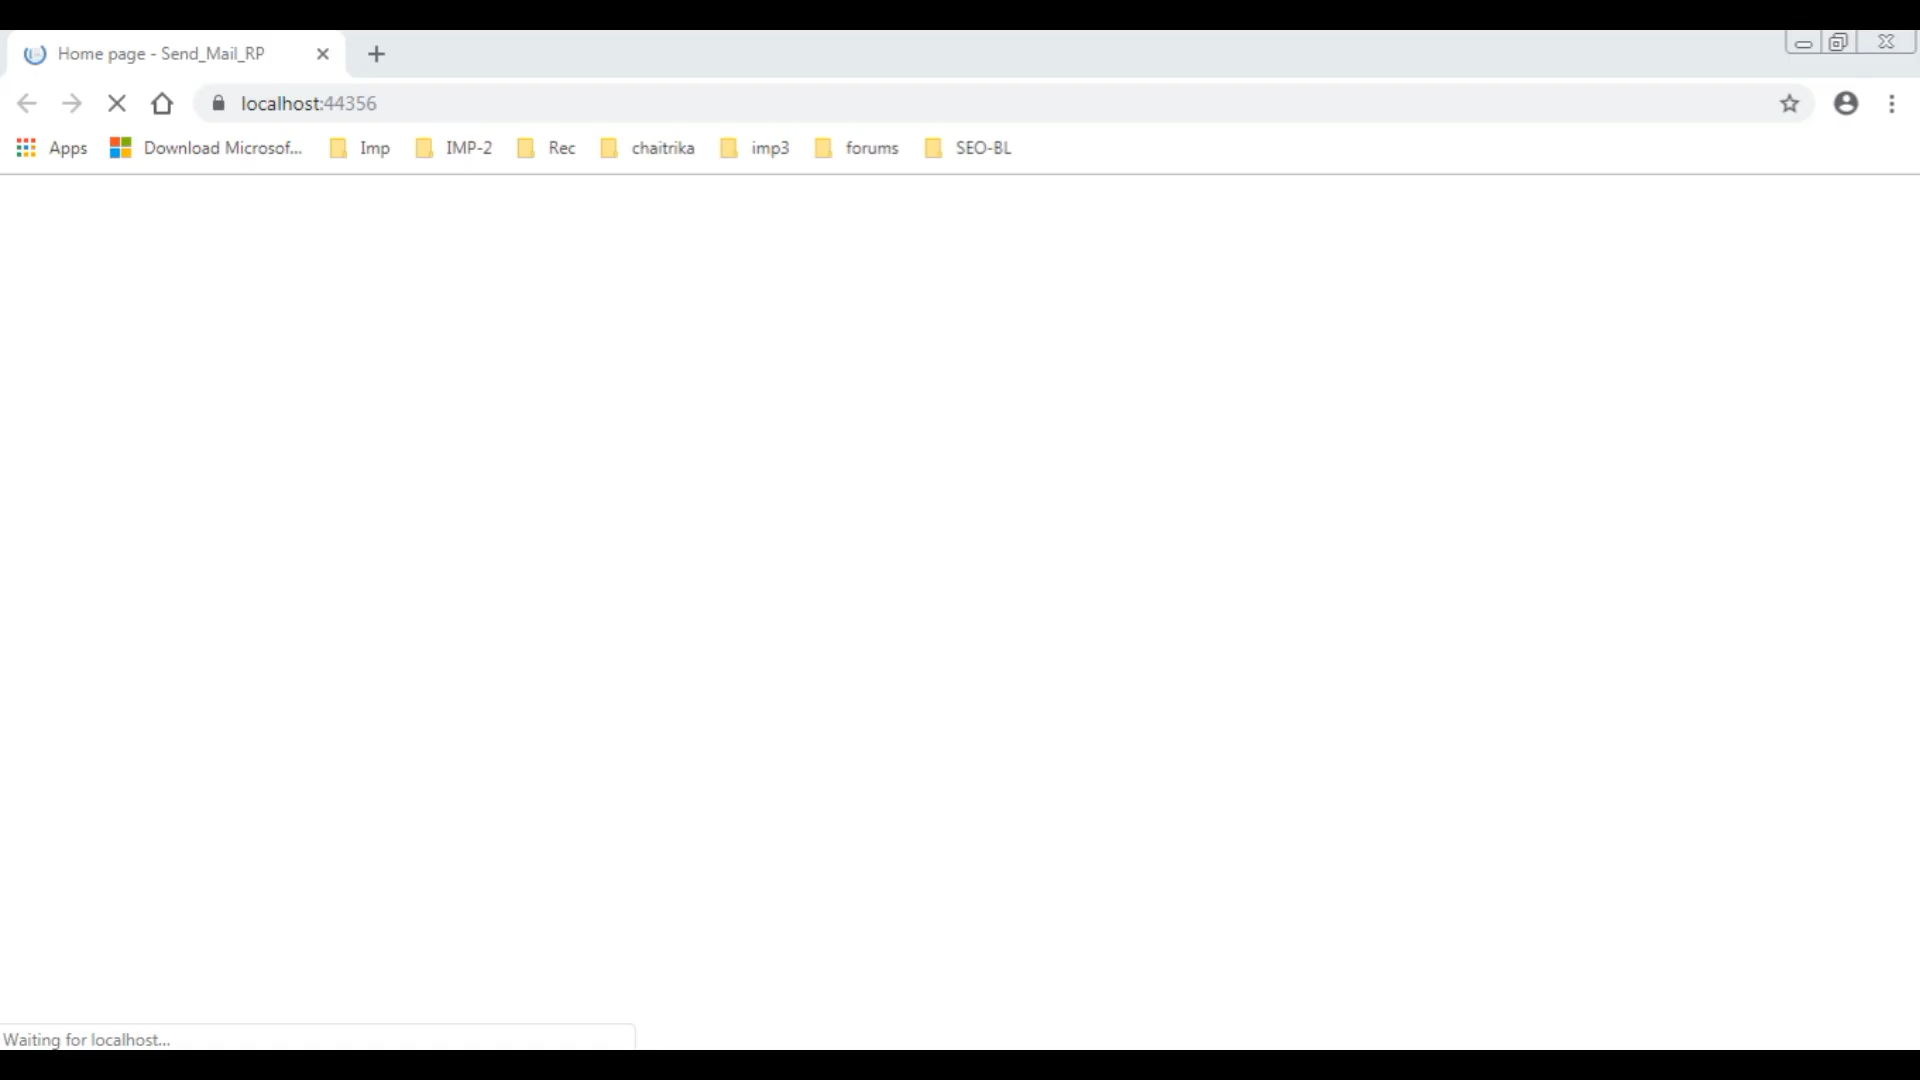 Home page - Send_Mail_RP
localhost:44356
Apps Download Microsof... Imp IMP-2 Rec chaitrika imp3 forums SEO-BL
Waiting for localhost...